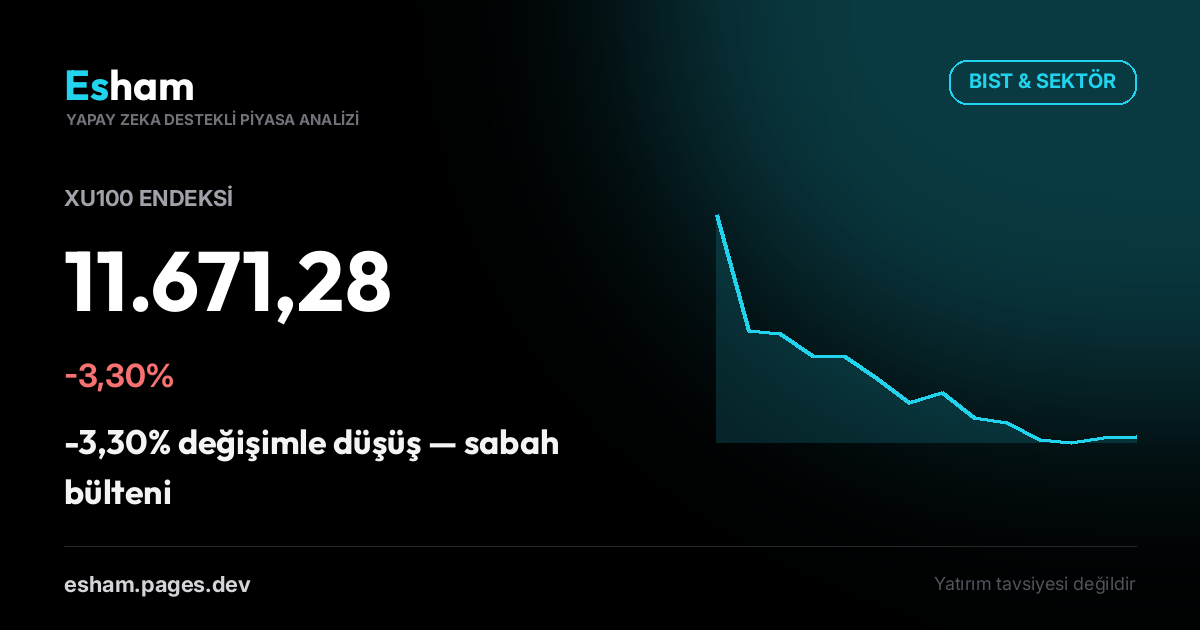 Esham
YAPAY ZEKA DESTEKLİ PİYASA ANALİZİ
BIST & SEKTÖR
XU100 ENDEKSİ
11.671,28
-3,30%
-3,30% değişimle düşüş — sabah
bülteni
esham.pages.dev
Yatırım tavsiyesi değildir